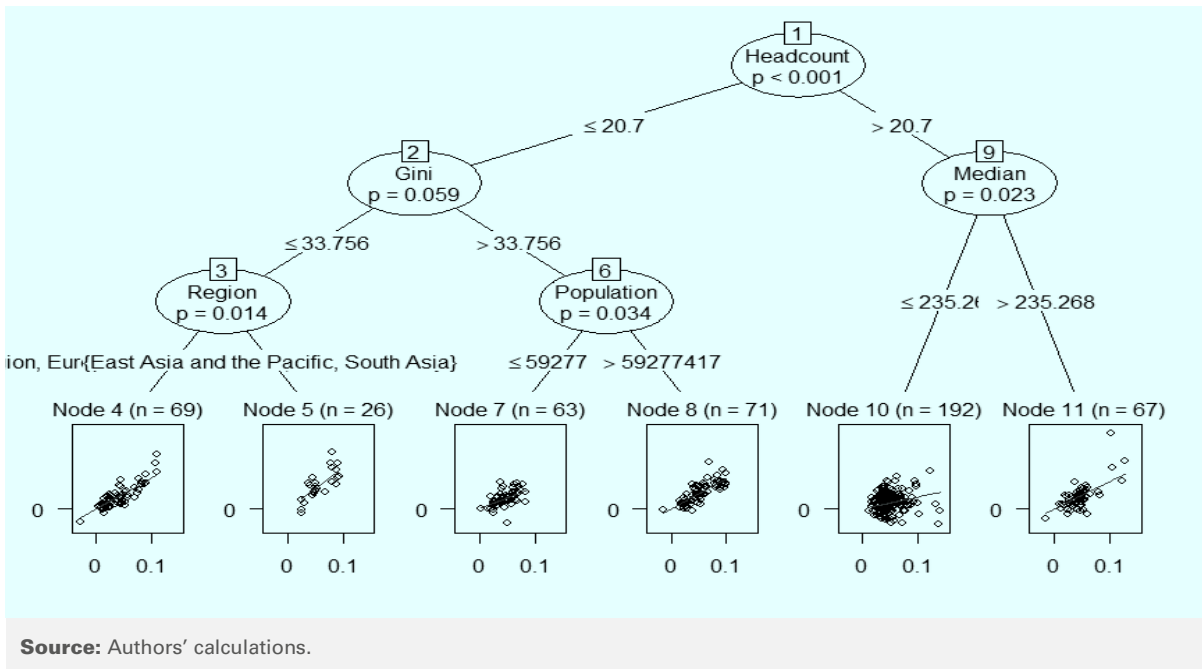 1
Headcount
p < 0.001
≤ 20.7
> 20.7
2
Gini
p = 0.059
9
Median
p = 0.023
≤ 33.756
> 33.756
3
Region
p = 0.014
6
Population
p = 0.034
≤ 235.26
> 235.268
ion, Eur{East Asia and the Pacific, South Asia}
≤ 59277
> 59277417
Node 4 (n = 69)
Node 5 (n = 26)
Node 7 (n = 63)
Node 8 (n = 71)
Node 10 (n = 192)
Node 11 (n = 67)
0
0
0
0
0
0
0 0.1
0 0.1
0 0.1
0 0.1
0 0.1
0 0.1
Source: Authors' calculations.